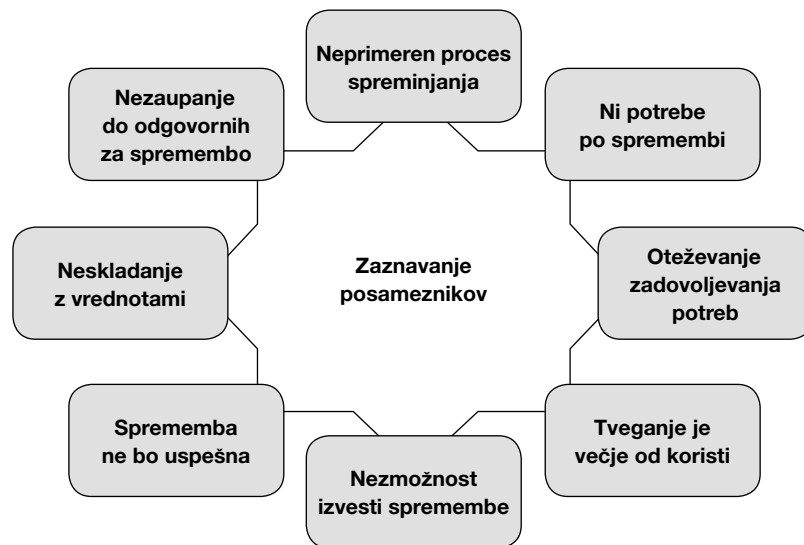 Neprimeren proces
spreminjanja
Nezaupanje
do odgovornih
za spremembo
Ni potrebe
po spremembi
Neskladanje
z vrednotami
Zaznavanje
posameznikov
Oteževanje
zadovoljevanja
potreb
Sprememba
ne bo uspešna
Nezmožnost
izvesti spremembe
Tveganje je
večje od koristi